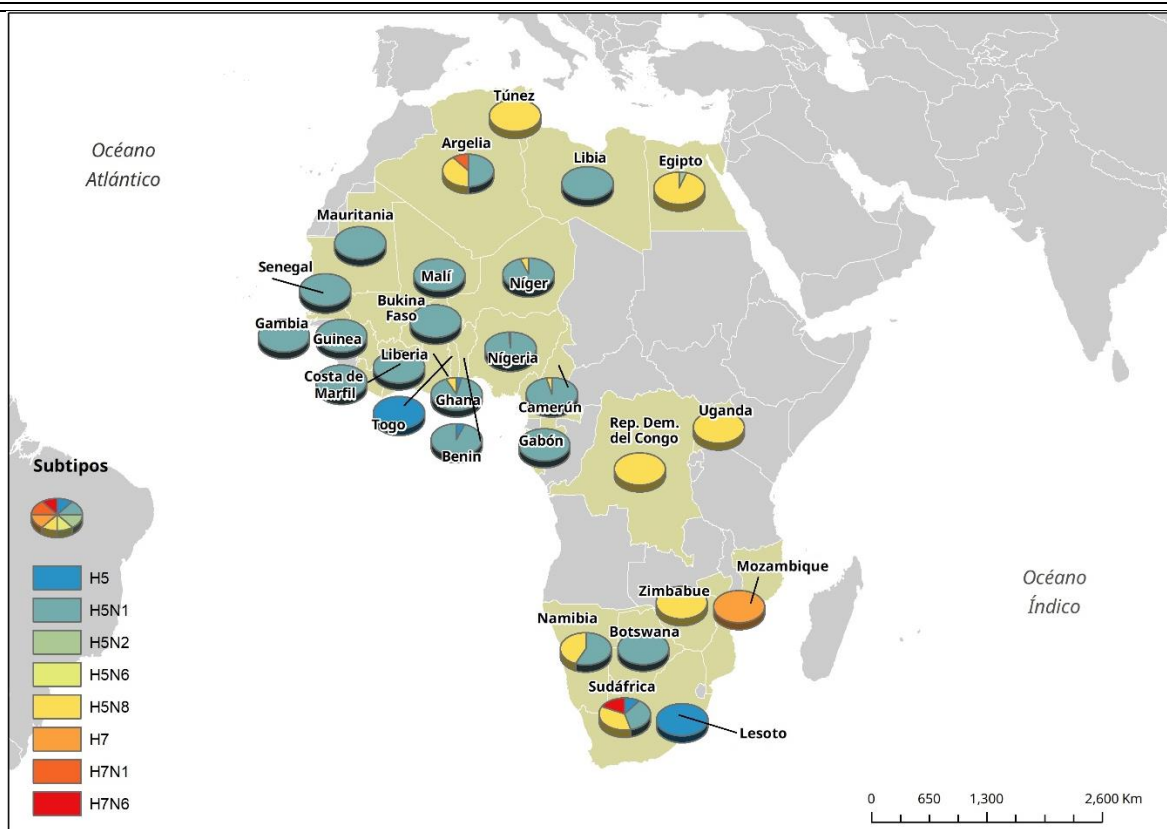 Túnez
Océano
Atlántico
Argelia
Libia
Egipto
Mauritania
Senegal
Malí
Níger
Bukina
Faso
Gambia
Guinea
Liberia
Nígeria
Costa de
Marfil
Ghana
Camerún
Togo
Benin
Gabón
Rep. Dem.
del Congo
Uganda
Subtipos
H5
H5N1
H5N2
H5N6
H5N8
H7
H7N1
H7N6
Mozambique
Zimbabue
Océano
Índico
Namibia
Botswana
Sudáfrica
Lesoto
0 650 1,300 2,600 Km